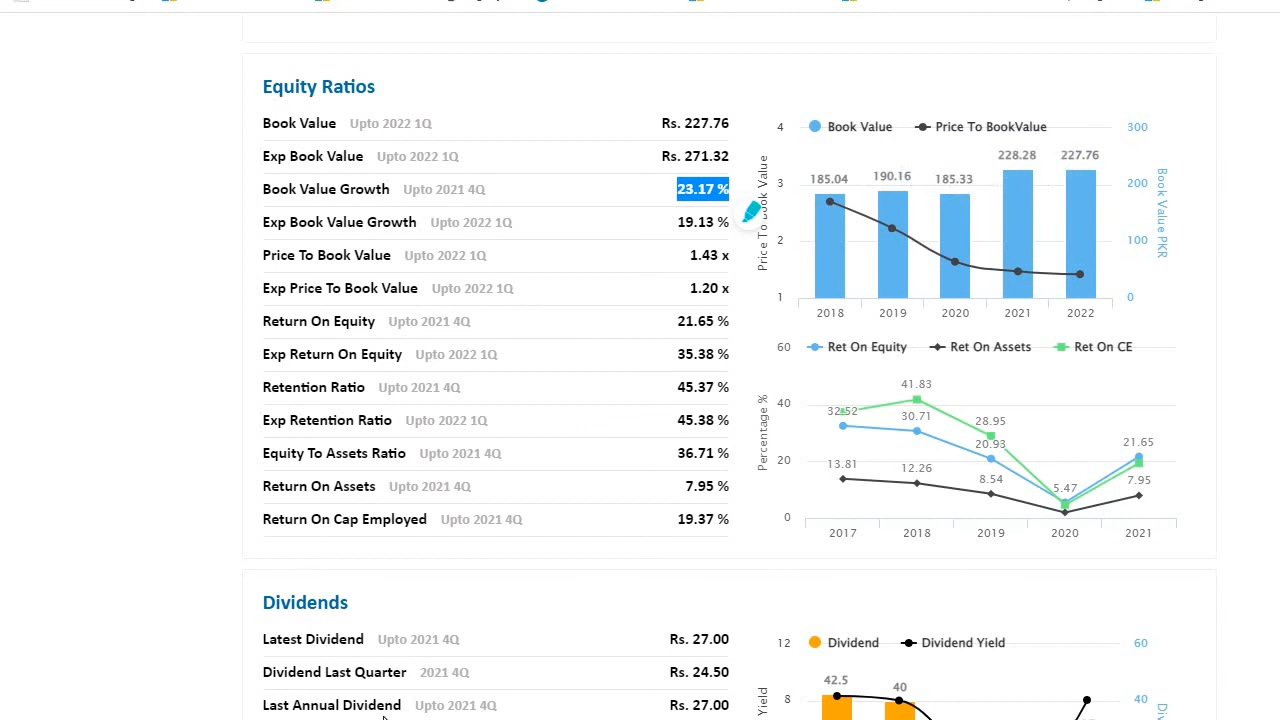 Equity Ratios
Book Value Upto 2022 1Q Rs. 227.76
Exp Book Value Upto 2022 1Q Rs. 271.32
Book Value Growth Upto 2021 4Q 23.17 %
Exp Book Value Growth Upto 2022 1Q 19.13 %
Price To Book Value Upto 2022 1Q 1.43 x
Exp Price To Book Value Upto 2022 1Q 1.20 x
Return On Equity Upto 2021 4Q 21.65 %
Exp Return On Equity Upto 2022 1Q 35.38 %
Retention Ratio Upto 2021 4Q 45.37 %
Exp Retention Ratio Upto 2022 1Q 45.38 %
Equity To Assets Ratio Upto 2021 4Q 36.71 %
Return On Assets Upto 2021 4Q 7.95 %
Return On Cap Employed Upto 2021 4Q 19.37 %
Book Value Price To BookValue
4 300
3 200
2 100
1 0
Price To Book Value
Book Value PKR
185.04 190.16 185.33 228.28 227.76
2018 2019 2020 2021 2022
Ret On Equity Ret On Assets Ret On CE
60
40
20
0
Percentage %
41.83
32.52 30.71 28.95
20.93 21.65
13.81 12.26 8.54 5.47 7.95
2017 2018 2019 2020 2021
Dividends
Latest Dividend Upto 2021 4Q Rs. 27.00
Dividend Last Quarter 2021 4Q Rs. 24.50
Last Annual Dividend Upto 2021 4Q Rs. 27.00
Dividend Dividend Yield
12 60
8 40
Yield
42.5 40